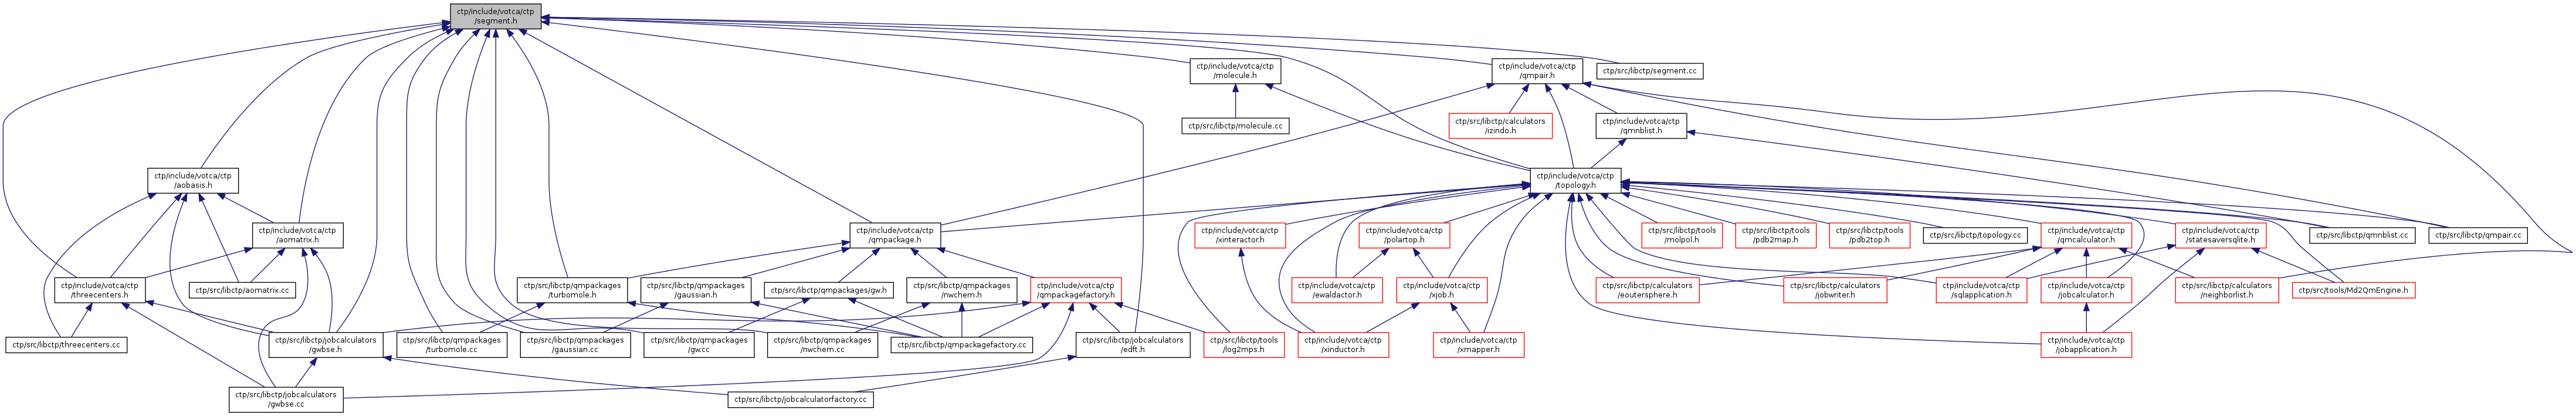 ctp/include/votca/ctp
/segment.h
ctp/include/votca/ctp
/molecule.h
ctp/include/votca/ctp
/qmpair.h
ctp/src/libctp/segment.cc
ctp/src/libctp/molecule.cc
ctp/src/libctp/calculators
/izindo.h
ctp/include/votca/ctp
/qmnblist.h
ctp/include/votca/ctp
/aobasis.h
ctp/include/votca/ctp
/topology.h
ctp/include/votca/ctp
/aomatrix.h
ctp/include/votca/ctp
/qmpackage.h
ctp/include/votca/ctp
/xinteractor.h
ctp/include/votca/ctp
/polartop.h
ctp/src/libctp/tools
/molpol.h
ctp/src/libctp/tools
/pdb2map.h
ctp/src/libctp/tools
/pdb2top.h
ctp/src/libctp/topology.cc
ctp/include/votca/ctp
/qmcalculator.h
ctp/include/votca/ctp
/statesaversqlite.h
ctp/src/libctp/qmnblist.cc
ctp/src/libctp/qmpair.cc
ctp/include/votca/ctp
/threecenters.h
ctp/src/libctp/aomatrix.cc
ctp/src/libctp/qmpackages
/turbomole.h
ctp/src/libctp/qmpackages
/gaussian.h
ctp/src/libctp/qmpackages/gw.h
ctp/src/libctp/qmpackages
/nwchem.h
ctp/include/votca/ctp
/qmpackagefactory.h
ctp/include/votca/ctp
/ewaldactor.h
ctp/include/votca/ctp
/xjob.h
ctp/src/libctp/calculators
/eoutersphere.h
ctp/src/libctp/calculators
/jobwriter.h
ctp/include/votca/ctp
/sqlapplication.h
ctp/include/votca/ctp
/jobcalculator.h
ctp/src/libctp/calculators
/neighborlist.h
ctp/src/tools/Md2QmEngine.h
ctp/src/libctp/threecenters.cc
ctp/src/libctp/jobcalculators
/gwbse.h
ctp/src/libctp/qmpackages
/turbomole.cc
ctp/src/libctp/qmpackages
/gaussian.cc
ctp/src/libctp/qmpackages
/gw.cc
ctp/src/libctp/qmpackages
/nwchem.cc
ctp/src/libctp/qmpackagefactory.cc
ctp/src/libctp/jobcalculators
/edft.h
ctp/src/libctp/tools
/log2mps.h
ctp/include/votca/ctp
/xinductor.h
ctp/include/votca/ctp
/xmapper.h
ctp/include/votca/ctp
/jobapplication.h
ctp/src/libctp/jobcalculators
/gwbse.cc
ctp/src/libctp/jobcalculatorfactory.cc